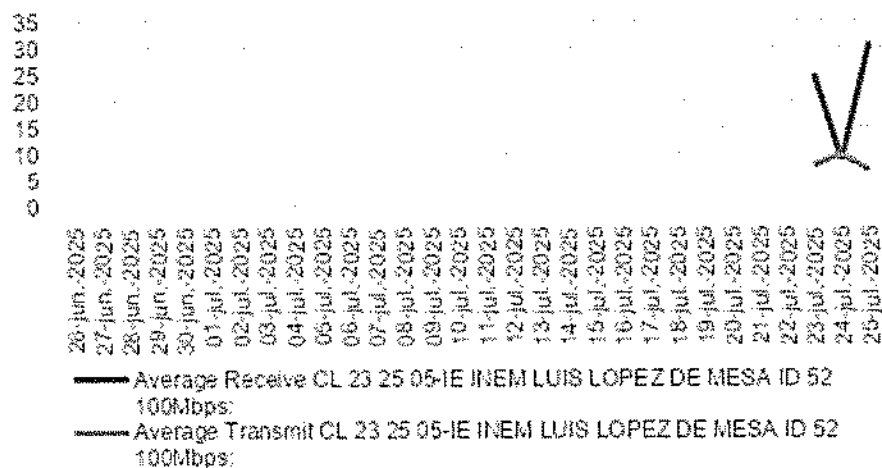 35
30
25
20
15
10
5
0
26-jun.-2025
27-jun.-2025
28-jun.-2025
29-jun.-2025
30-jun.-2025
01-jul.-2025
02-jul.-2025
03-jul.-2025
04-jul.-2025
05-jul.-2025
06-jul.-2025
07-jul.-2025
08-jul.-2025
09-jul.-2025
10-jul.-2025
11-jul.-2025
12-jul.-2025
13-jul.-2025
14-jul.-2025
15-jul.-2025
16-jul.-2025
17-jul.-2025
18-jul.-2025
19-jul.-2025
20-jul.-2025
21-jul.-2025
22-jul.-2025
23-jul.-2025
24-jul.-2025
25-jul.-2025
Average Receive CL 23 25 05-IE INEM LUIS LOPEZ DE MESA ID 52
100Mbps:
Average Transmit CL 23 25 05-IE INEM LUIS LOPEZ DE MESA ID 52
100Mbps: